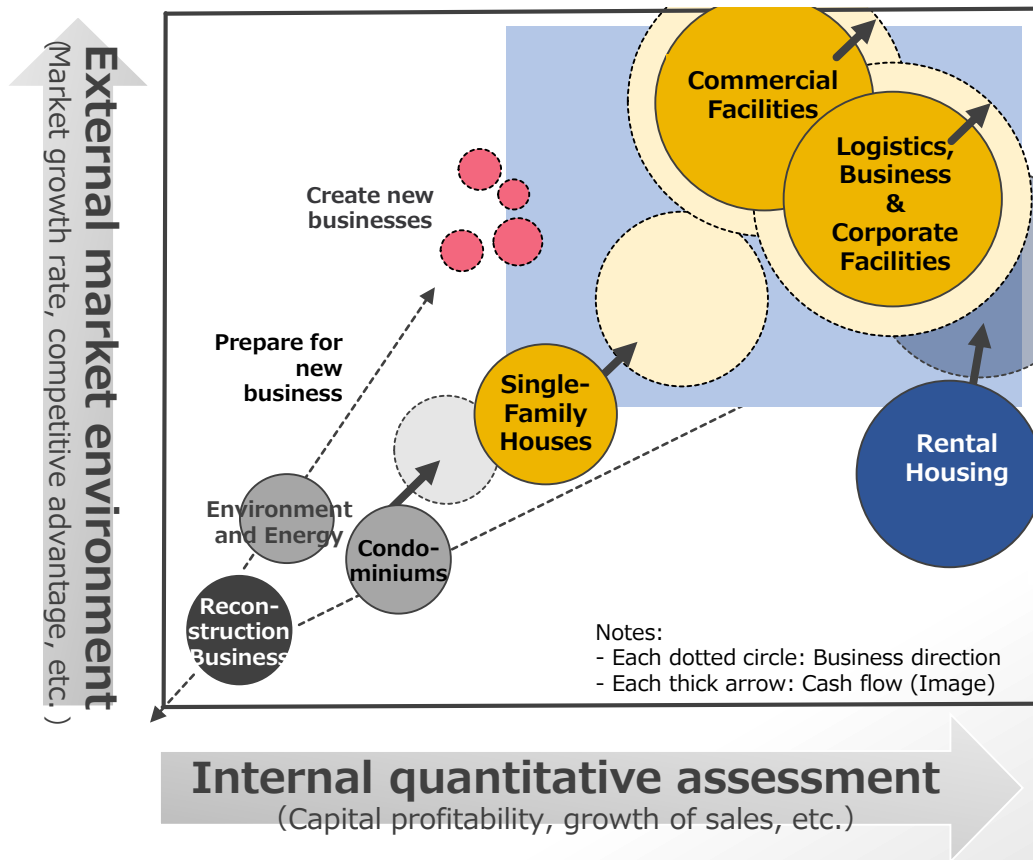 External market environment
(Market growth rate, competitive advantage, etc. )
Commercial
Facilities
Logistics,
Business
&
Corporate
Facilities
Create new
businesses
Prepare for
new
business
Single-
Family
Houses
Rental
Housing
Environment
and Energy
Condo-
miniums
Recon-
struction
Business
Notes:
- Each dotted circle: Business direction
- Each thick arrow: Cash flow (Image)
Internal quantitative assessment
(Capital profitability, growth of sales, etc.)